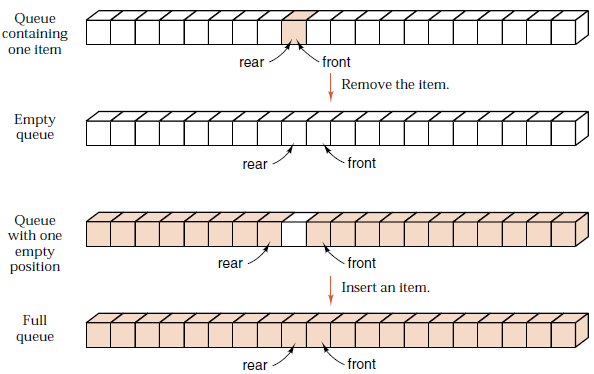 Queue
containing
one item
rear
front
Remove the item.
Empty
queue
rear
front
Queue
with one
empty
position
rear
front
Insert an item.
Full
queue
rear
front